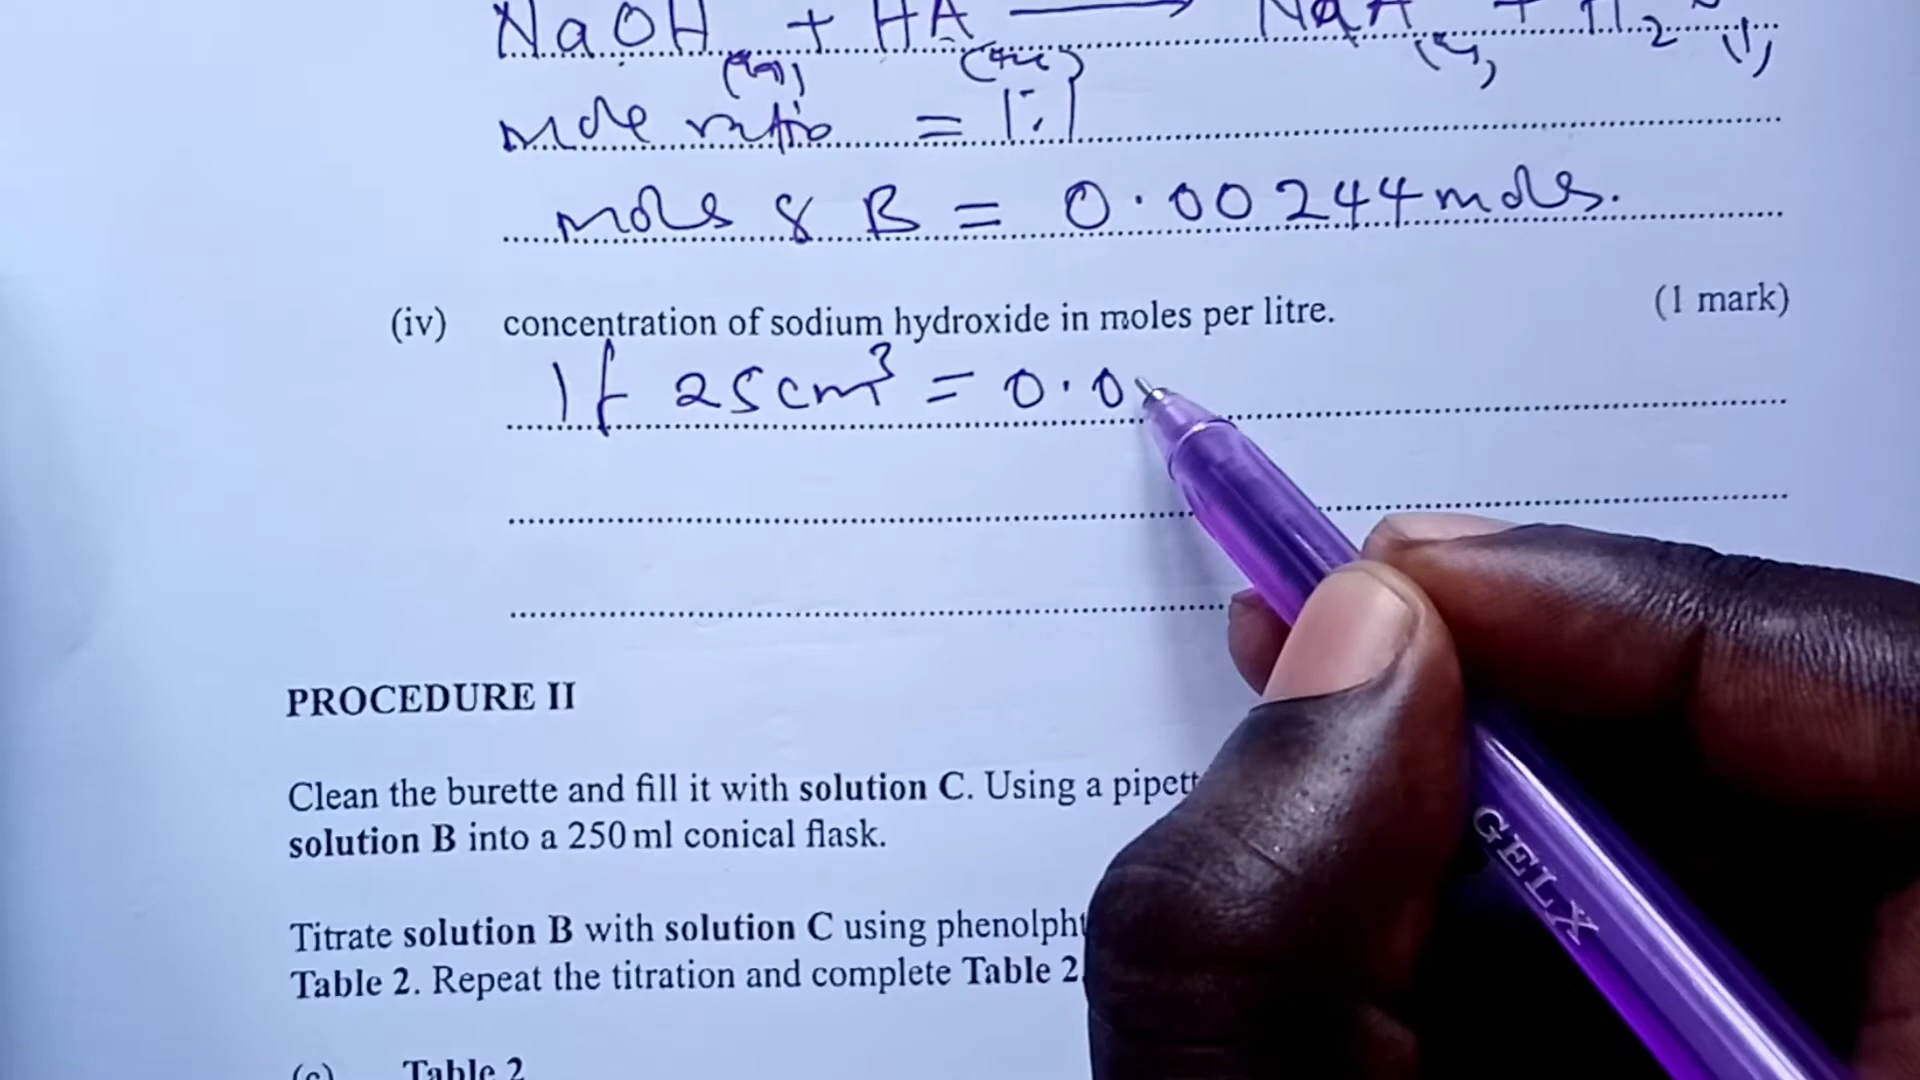 NaOH(aq) + HA(aq) → NaA(aq) + H2O(l)
mole ratio = 1:1
moles of B = 0.00244 moles.
(iv) concentration of sodium hydroxide in moles per litre. (1 mark)
If 25cm³ = 0.0
PROCEDURE II
Clean the burette and fill it with solution C. Using a pipett
solution B into a 250 ml conical flask.
Titrate solution B with solution C using phenolpht
Table 2. Repeat the titration and complete Table 2.
(c) Table 2
GELX